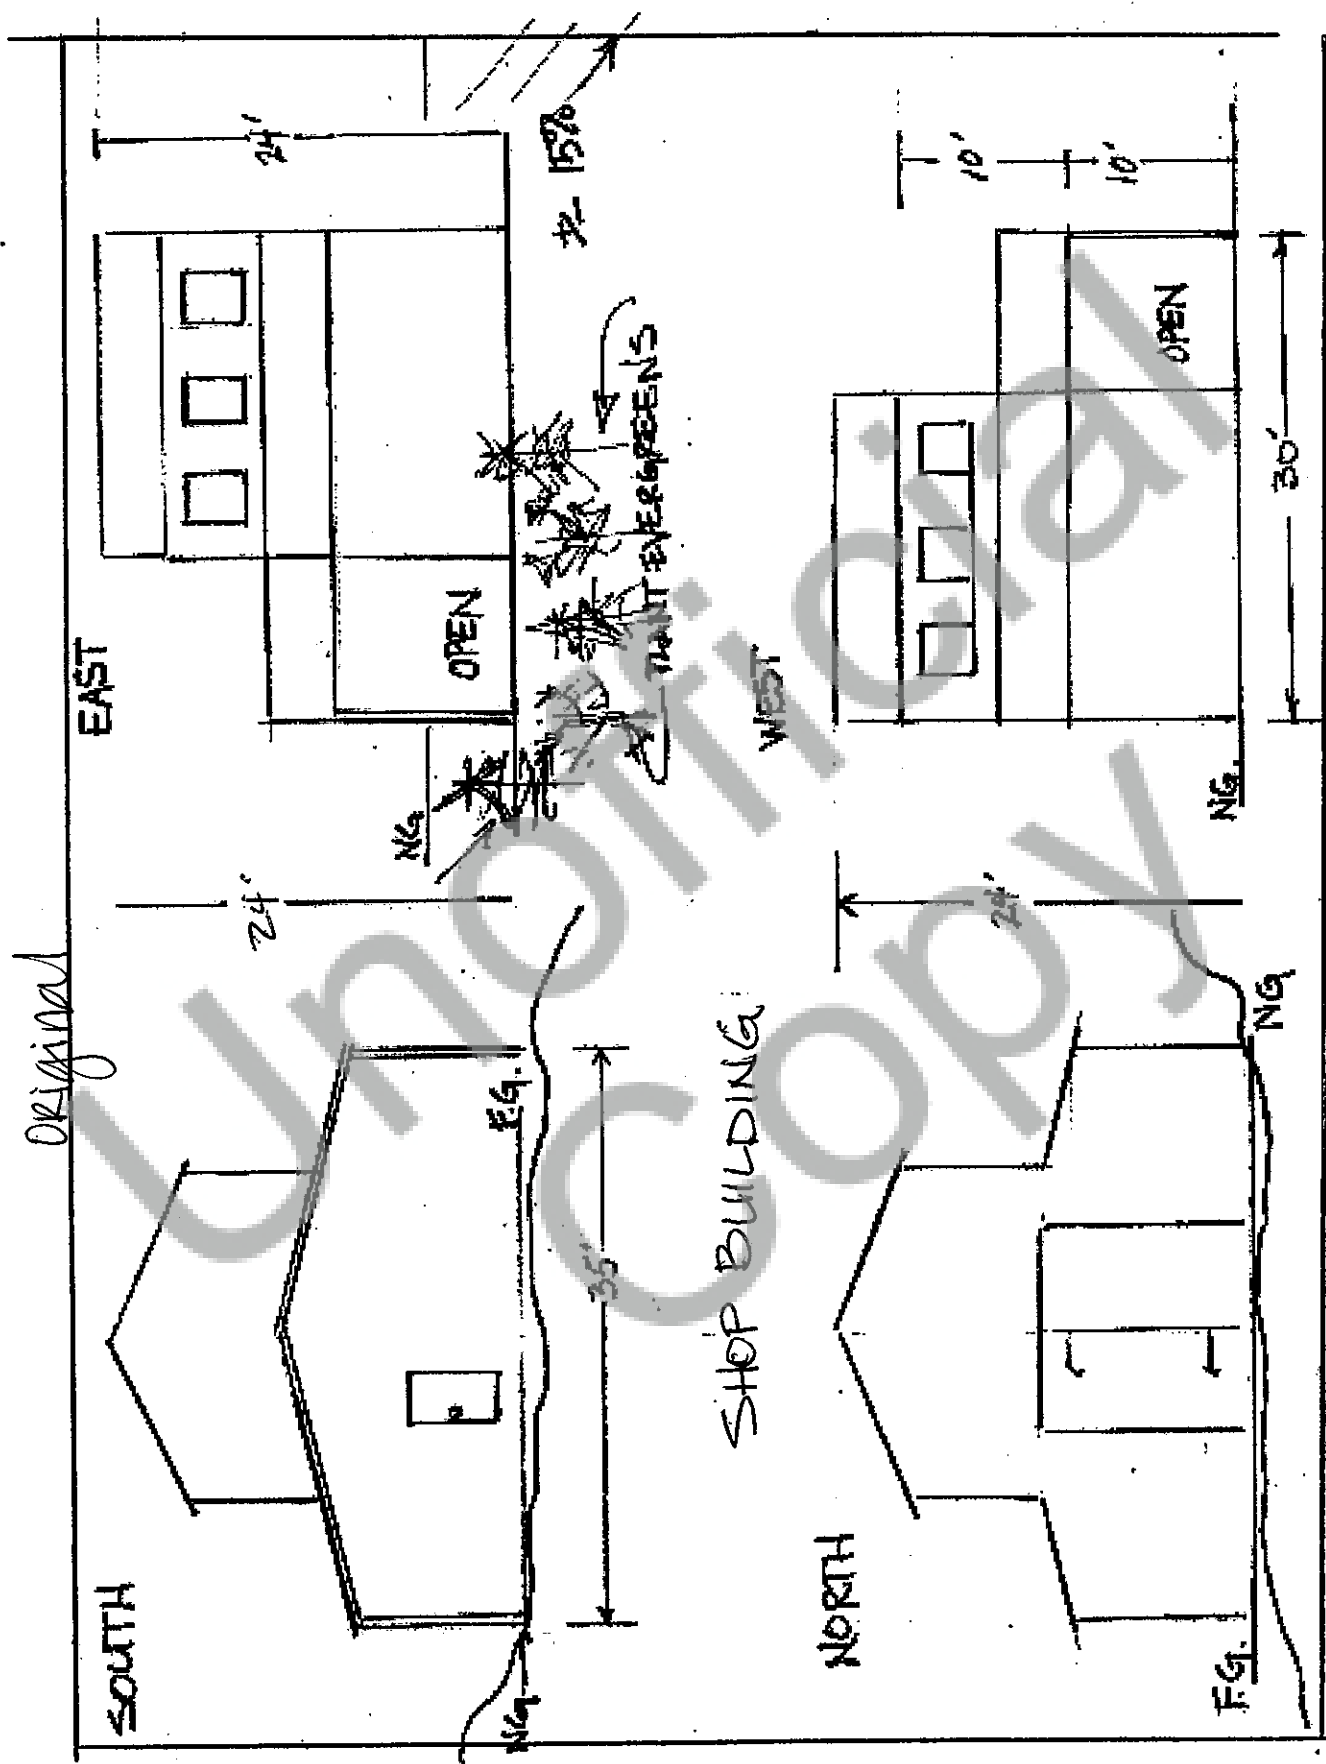 Original
SOUTH
24'
EAST
24'
NG
OPEN
F.G.
NG
± 15%
35'
PLANT EVERGREENS
SHOP BUILDING
WEST
NORTH
24'
10'
10'
OPEN
F.G.
NG
NG.
30'
Unofficial
Copy